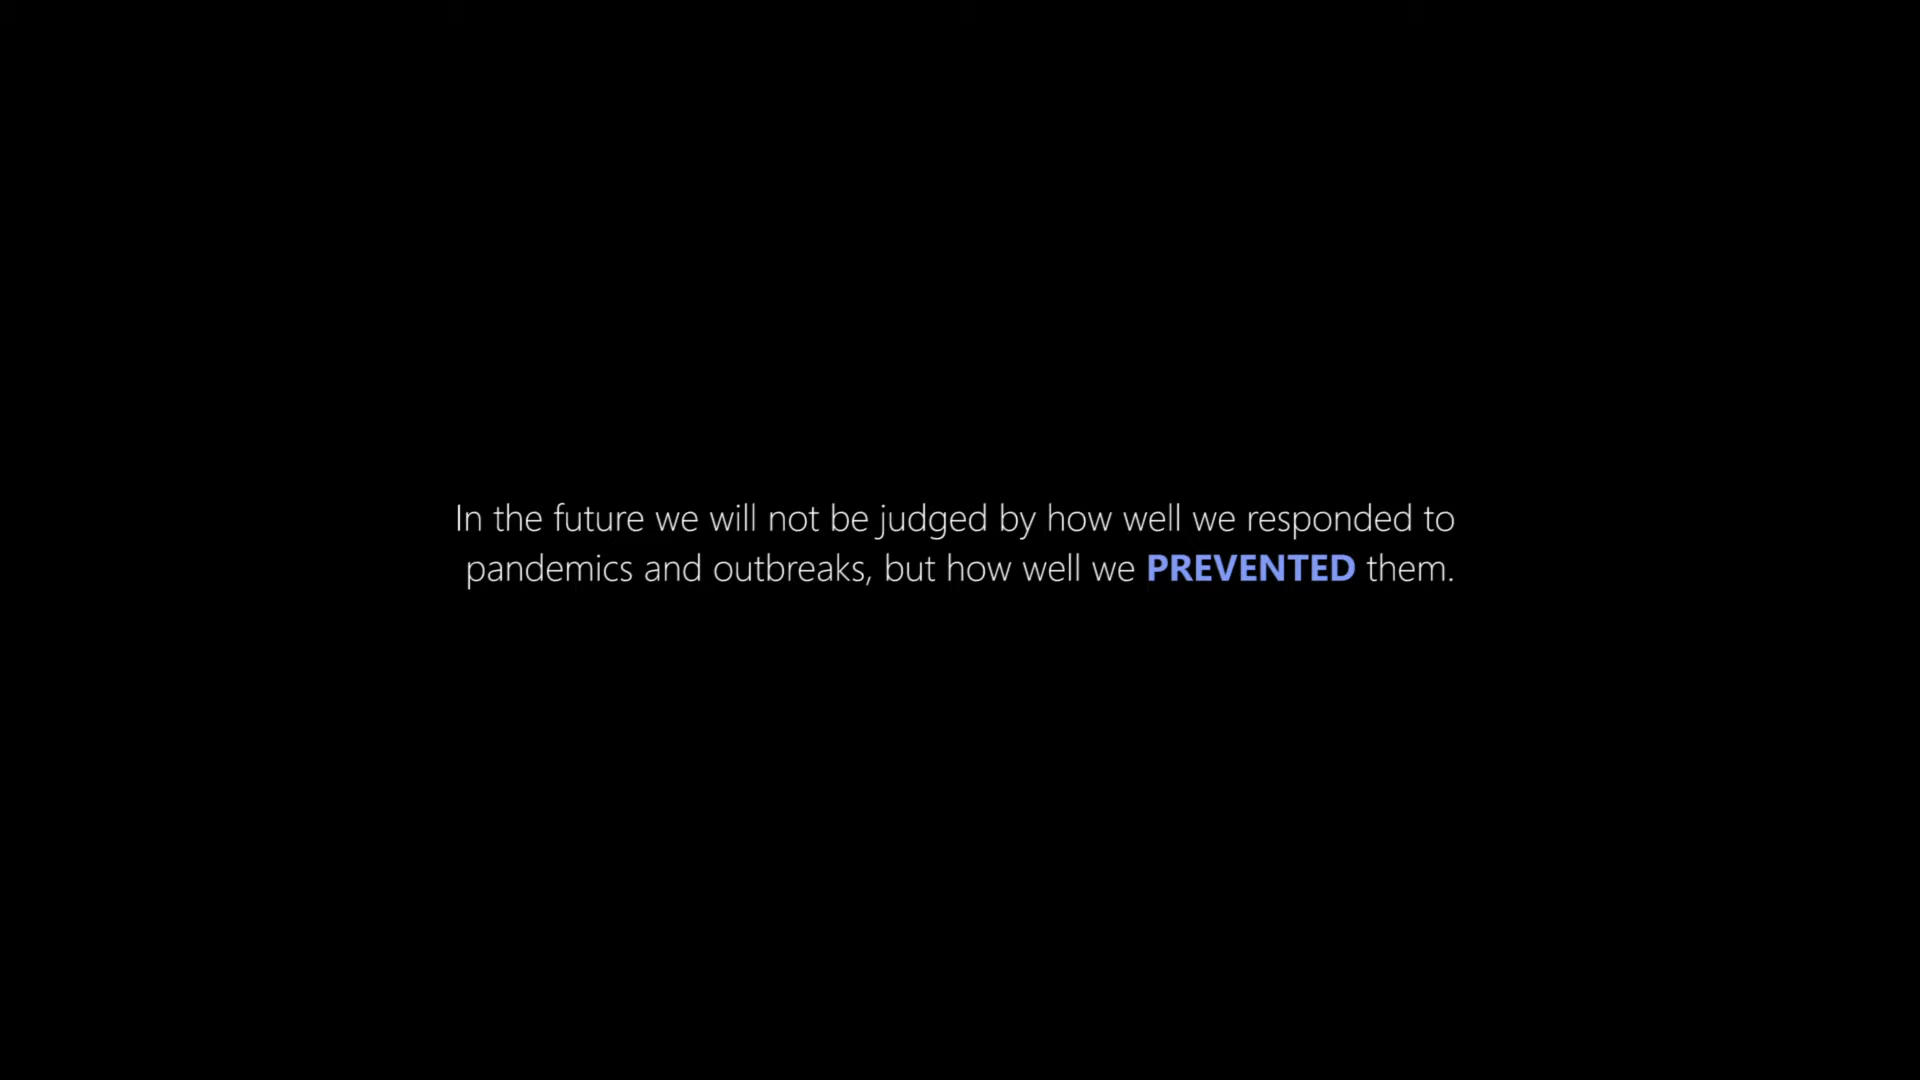 In the future we will not be judged by how well we responded to
pandemics and outbreaks, but how well we PREVENTED them.